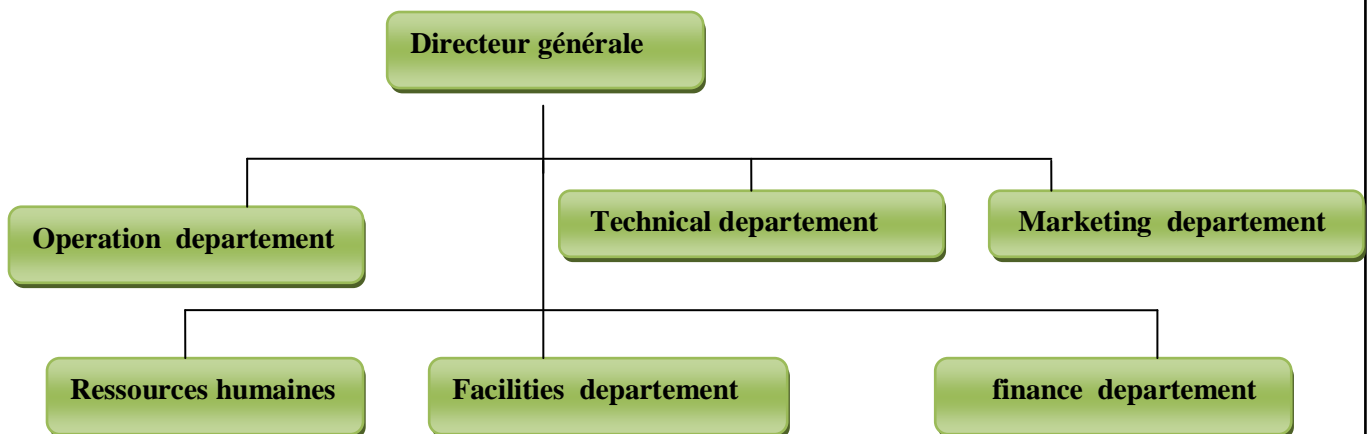 Directeur générale
Operation departement
Technical departement
Marketing departement
Ressources humaines
Facilities departement
finance departement